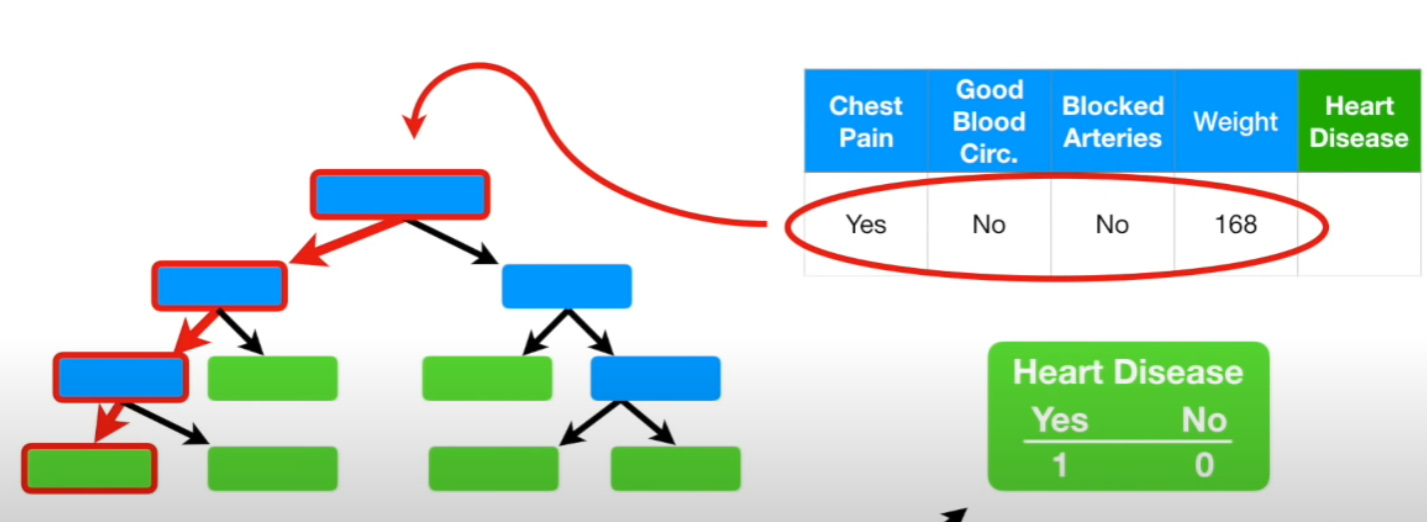 Chest Pain
Good Blood Circ.
Blocked Arteries
Weight
Heart Disease
Yes
No
No
168
Heart Disease
Yes No
1 0